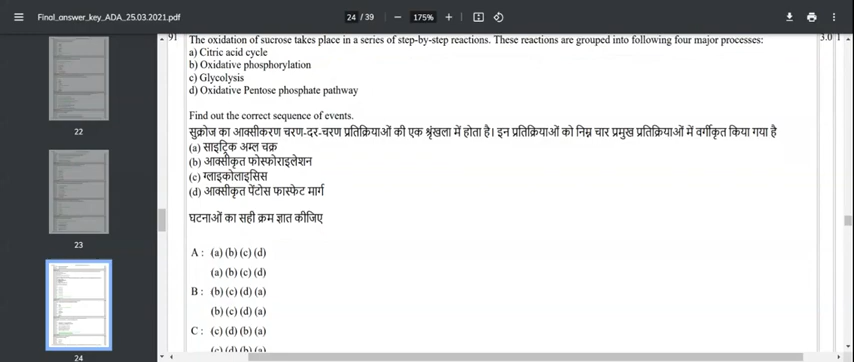 Final_answer_key_ADA_25.03.2021.pdf
24 / 39
175%
22
23
24
91
3.0 1
The oxidation of sucrose takes place in a series of step-by-step reactions. These reactions are grouped into following four major processes:
a) Citric acid cycle
b) Oxidative phosphorylation
c) Glycolysis
d) Oxidative Pentose phosphate pathway
Find out the correct sequence of events.
सुक्रोज का आक्सीकरण चरण-दर-चरण प्रतिक्रियाओं की एक श्रृंखला में होता है। इन प्रतिक्रियाओं को निम्न चार प्रमुख प्रतिक्रियाओं में वर्गीकृत किया गया है
(a) साइट्रिक अम्ल चक्र
(b) आक्सीकृत फोस्फोराइलेशन
(c) ग्लाइकोलाइसिस
(d) आक्सीकृत पेंटोस फास्फेट मार्ग
घटनाओं का सही क्रम ज्ञात कीजिए
A : (a) (b) (c) (d)
(a) (b) (c) (d)
B : (b) (c) (d) (a)
(b) (c) (d) (a)
C : (c) (d) (b) (a)
(c) (d) (b) (a)